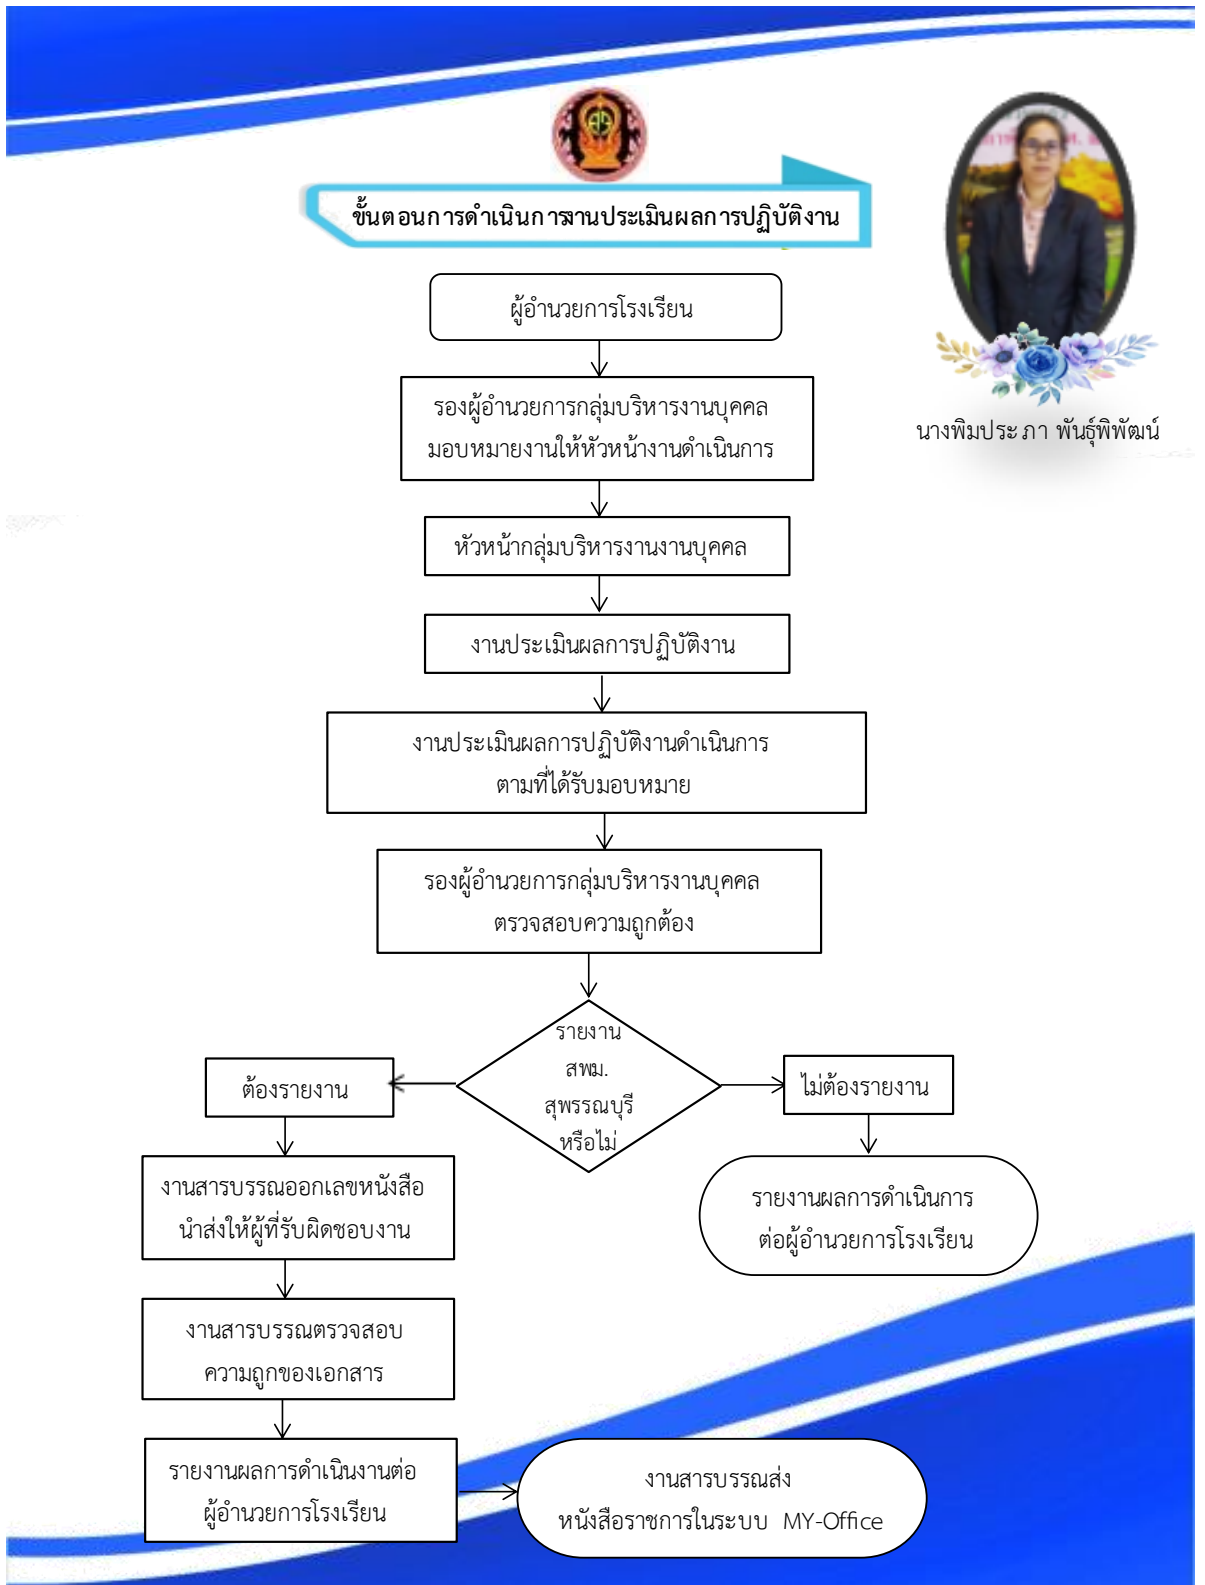 ขั้นตอนการดำเนินการงานประเมินผลการปฏิบัติงาน
ผู้อำนวยการโรงเรียน
รองผู้อำนวยการกลุ่มบริหารงานบุคคล
มอบหมายงานให้หัวหน้างานดำเนินการ
นางพิมประภา พันธุ์พิพัฒน์
หัวหน้ากลุ่มบริหารงานงานบุคคล
งานประเมินผลการปฏิบัติงาน
งานประเมินผลการปฏิบัติงานดำเนินการ
ตามที่ได้รับมอบหมาย
รองผู้อำนวยการกลุ่มบริหารงานบุคคล
ตรวจสอบความถูกต้อง
รายงาน
สพม.
สุพรรณบุรี
หรือไม่
ต้องรายงาน
ไม่ต้องรายงาน
งานสารบรรณออกเลขหนังสือ
นำส่งให้ผู้ที่รับผิดชอบงาน
รายงานผลการดำเนินการ
ต่อผู้อำนวยการโรงเรียน
งานสารบรรณตรวจสอบ
ความถูกของเอกสาร
รายงานผลการดำเนินงานต่อ
ผู้อำนวยการโรงเรียน
งานสารบรรณส่ง
หนังสือราชการในระบบ MY-Office